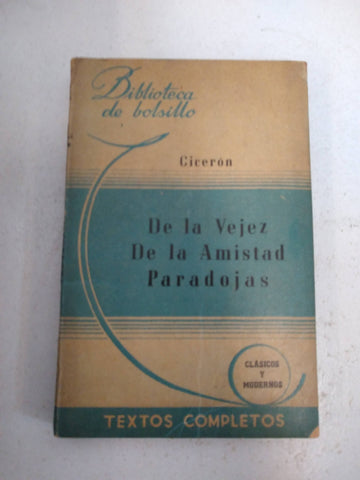 Biblioteca
de bolsillo
Cicerón
De la Vejez
De la Amistad
Paradojas
CLÁSICOS
Y
MODERNOS
TEXTOS COMPLETOS